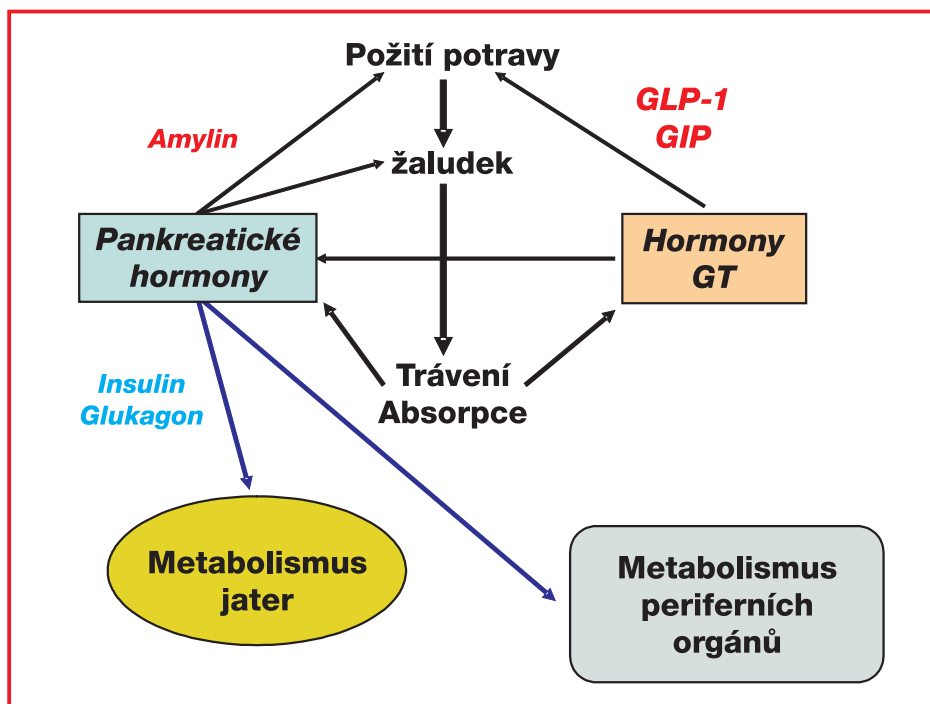 Požití potravy
GLP-1
GIP
Amylin
žaludek
Pankreatické
hormony
Hormony
GT
Trávení
Absorpce
Insulin
Glukagon
Metabolismus
jater
Metabolismus
periferních
orgánů